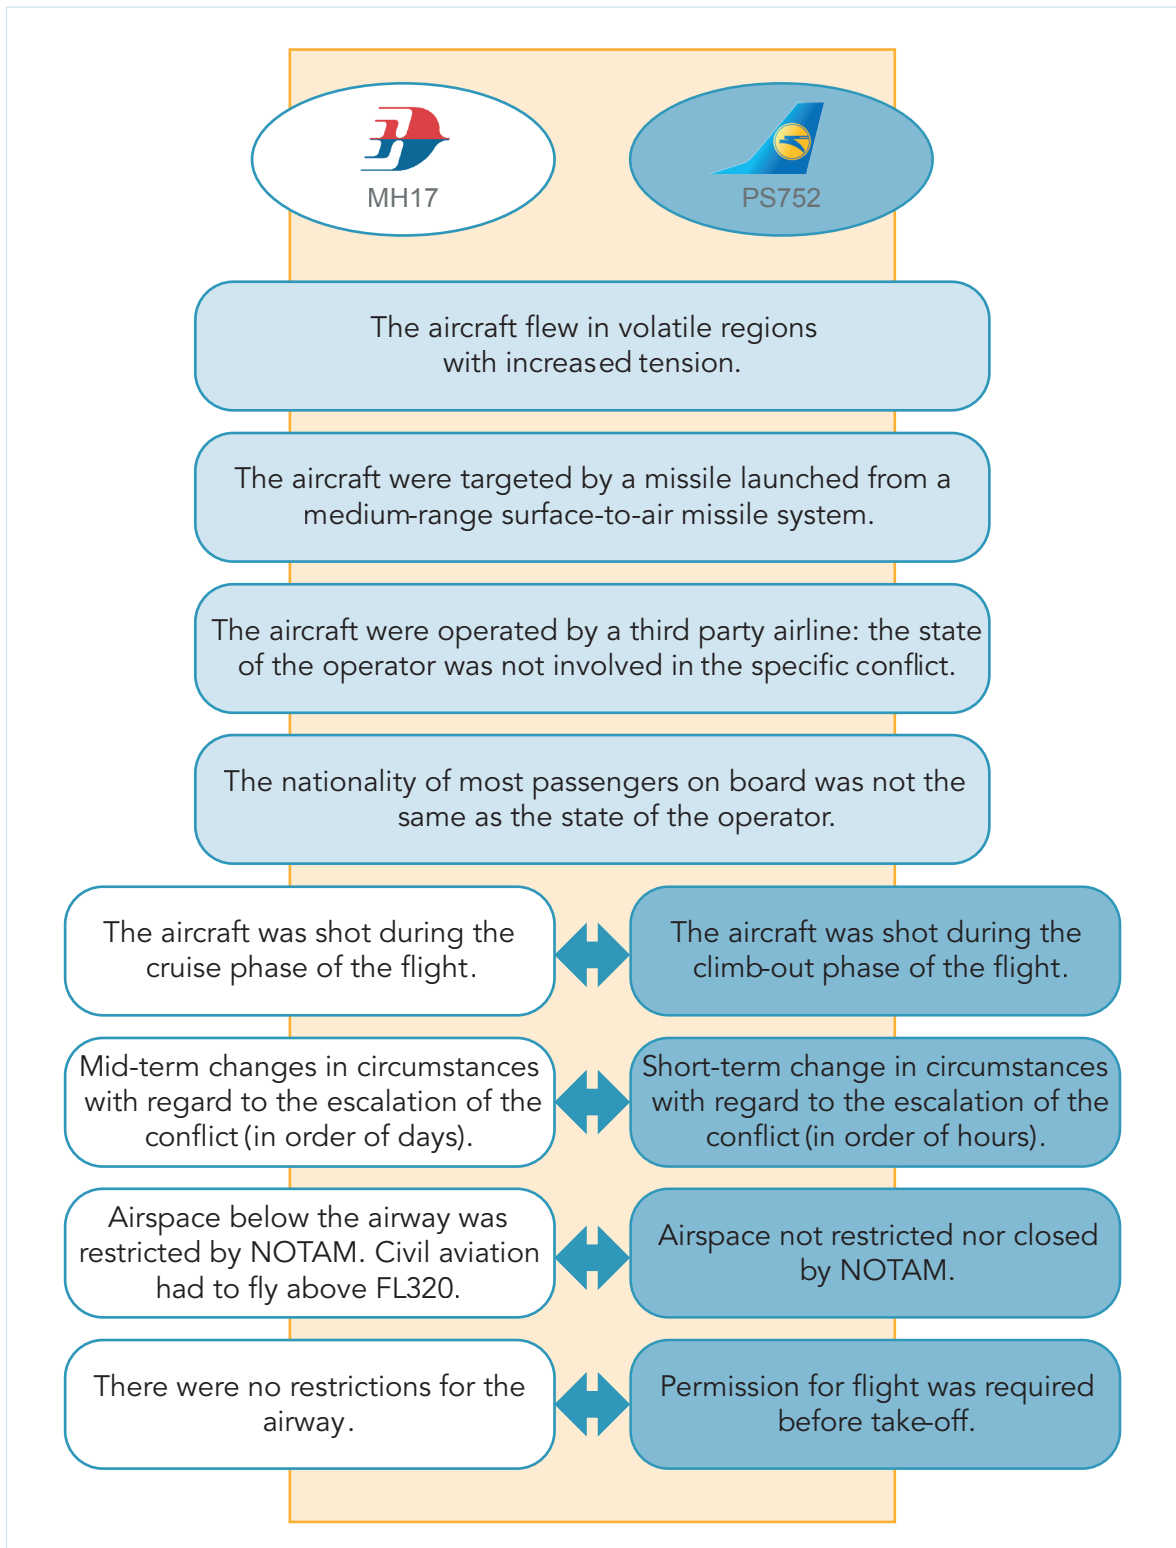 MH17
PS752
The aircraft flew in volatile regions
with increased tension.
The aircraft were targeted by a missile launched from a
medium-range surface-to-air missile system.
The aircraft were operated by a third party airline: the state
of the operator was not involved in the specific conflict.
The nationality of most passengers on board was not the
same as the state of the operator.
The aircraft was shot during the
cruise phase of the flight.
The aircraft was shot during the
climb-out phase of the flight.
Mid-term changes in circumstances
with regard to the escalation of the
conflict (in order of days).
Short-term change in circumstances
with regard to the escalation of the
conflict (in order of hours).
Airspace below the airway was
restricted by NOTAM. Civil aviation
had to fly above FL320.
Airspace not restricted nor closed
by NOTAM.
There were no restrictions for the
airway.
Permission for flight was required
before take-off.